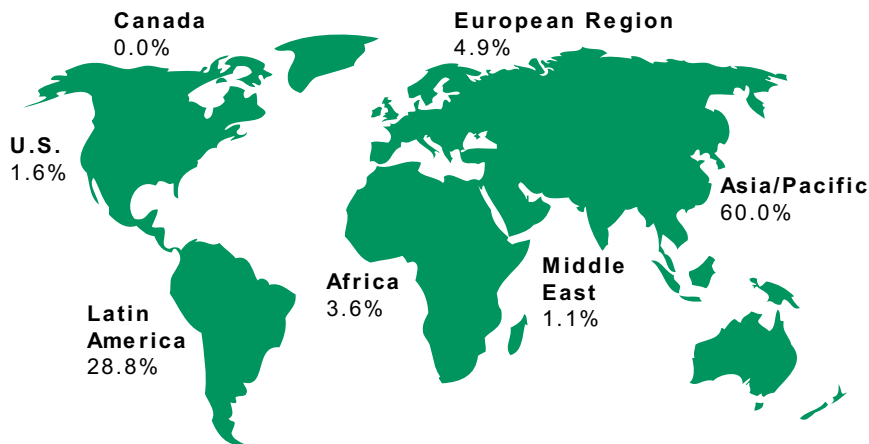 Canada
0.0%
European Region
4.9%
U.S.
1.6%
Asia/Pacific
60.0%
Africa
3.6%
Middle
East
1.1%
Latin
America
28.8%